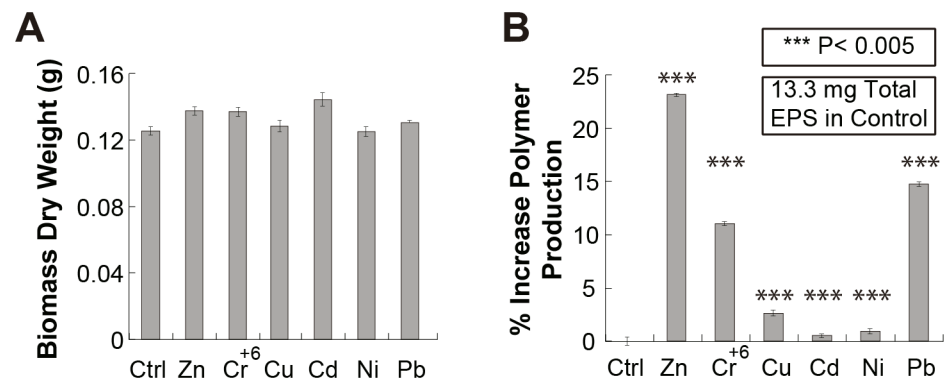 A
Biomass Dry Weight (g)
0.16
0.12
0.08
0.04
0
Ctrl Zn Cr+6 Cu Cd Ni Pb
B
*** P< 0.005
13.3 mg Total
EPS in Control
% Increase Polymer
Production
25
20
15
10
5
0
*** *** *** *** *** ***
Ctrl Zn Cr+6 Cu Cd Ni Pb